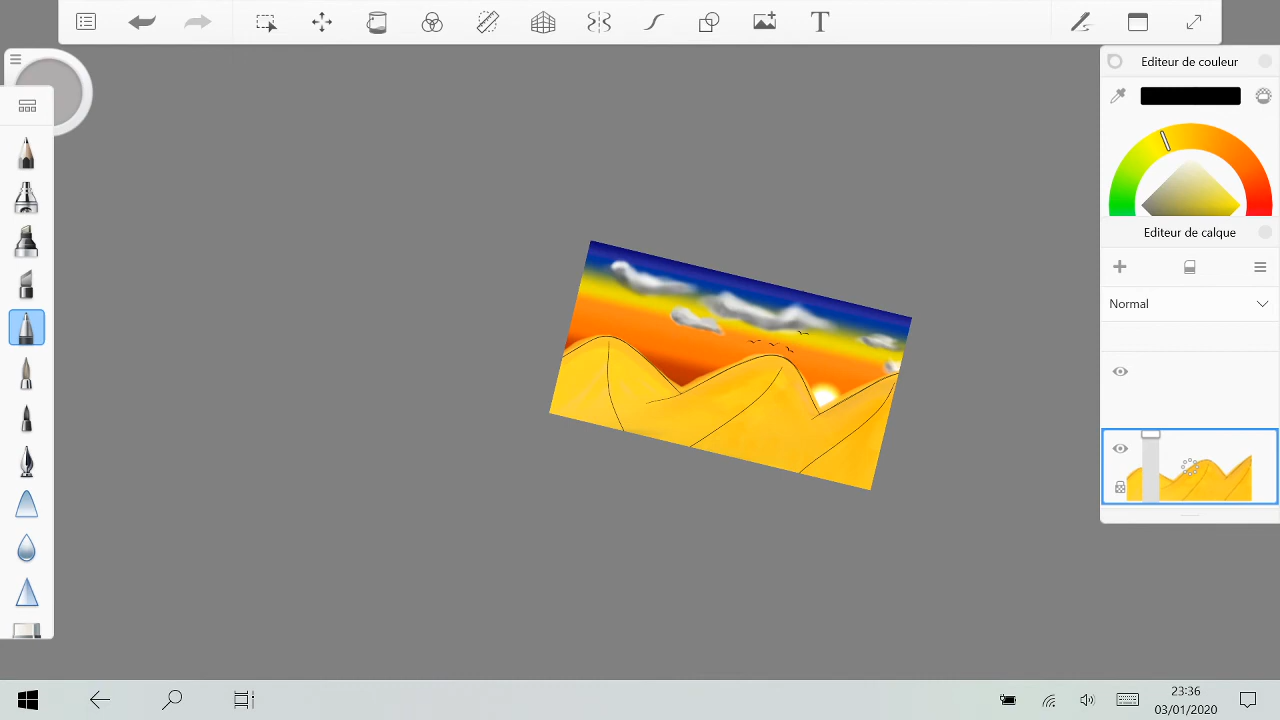 T
Editeur de couleur
Editeur de calque
Normal
23:36
03/01/2020